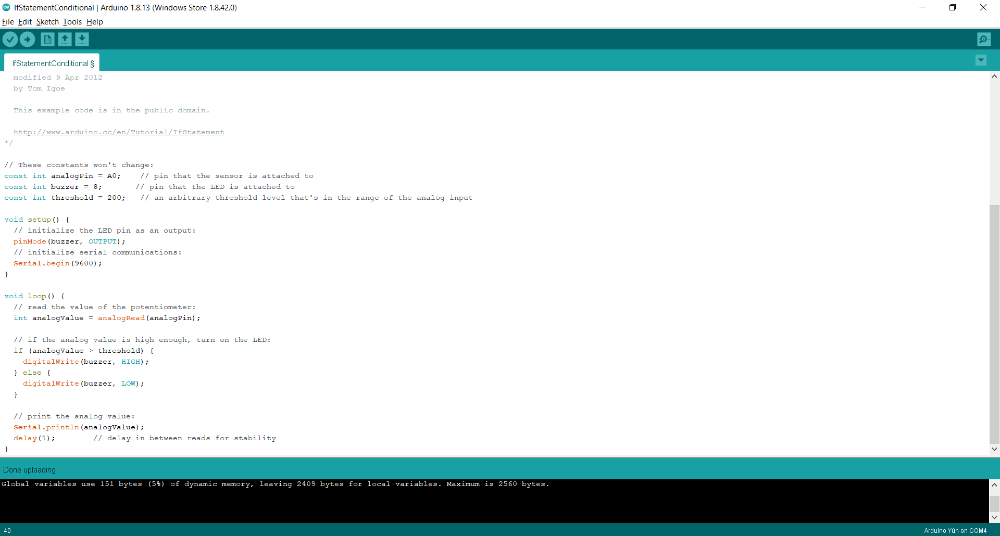 IfStatementConditional | Arduino 1.8.13 (Windows Store 1.8.42.0)
File Edit Sketch Tools Help
IfStatementConditional §
modified 9 Apr 2012
by Tom Igoe
This example code is in the public domain.
http://www.arduino.cc/en/Tutorial/IfStatement
*/
// These constants won't change:
const int analogPin = A0;    // pin that the sensor is attached to
const int buzzer = 8;       // pin that the LED is attached to
const int threshold = 200;   // an arbitrary threshold level that's in the range of the analog input
void setup() {
  // initialize the LED pin as an output:
  pinMode(buzzer, OUTPUT);
  // initialize serial communications:
  Serial.begin(9600);
}
void loop() {
  // read the value of the potentiometer:
  int analogValue = analogRead(analogPin);
  // if the analog value is high enough, turn on the LED:
  if (analogValue > threshold) {
    digitalWrite(buzzer, HIGH);
  } else {
    digitalWrite(buzzer, LOW);
  }
  // print the analog value:
  Serial.println(analogValue);
  delay(1);        // delay in between reads for stability
}
Done uploading.
Global variables use 151 bytes (5%) of dynamic memory, leaving 2409 bytes for local variables. Maximum is 2560 bytes.
40
Arduino Yún on COM4